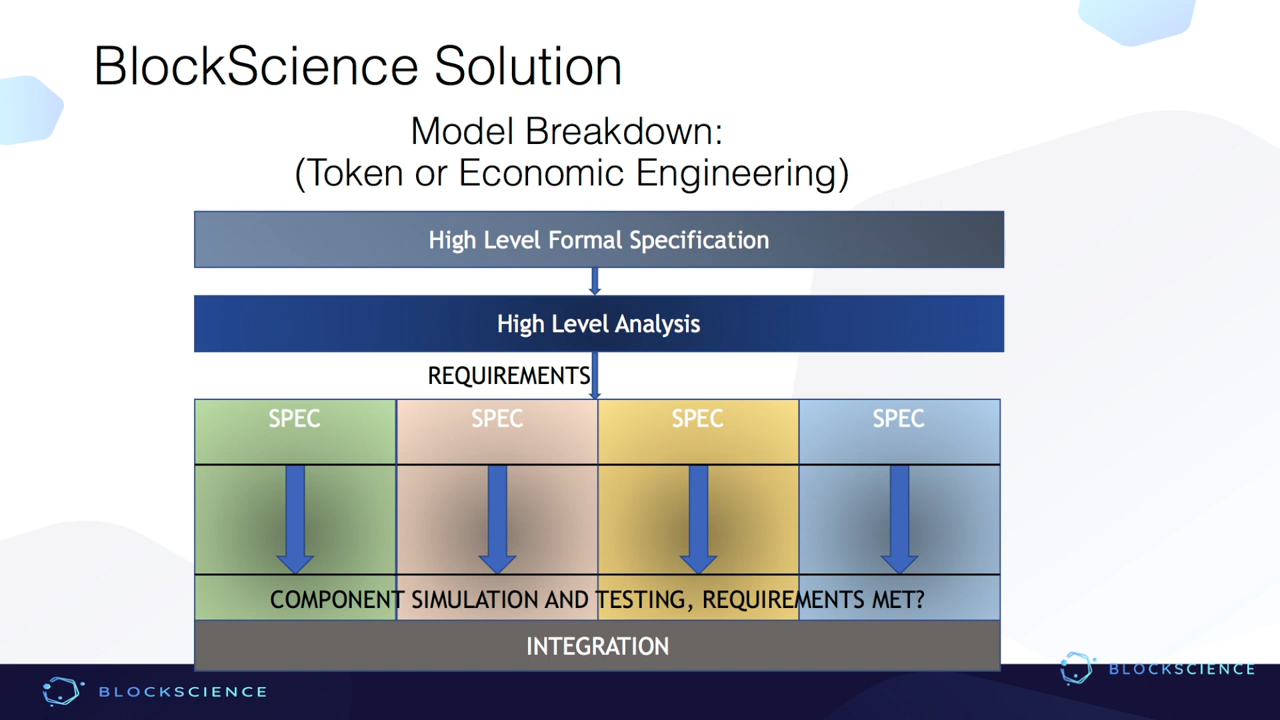 BlockScience Solution
Model Breakdown:
(Token or Economic Engineering)
High Level Formal Specification
High Level Analysis
REQUIREMENTS
SPEC SPEC SPEC SPEC
COMPONENT SIMULATION AND TESTING, REQUIREMENTS MET?
INTEGRATION
BLOCKSCIENCE
BLOCKSCIENCE